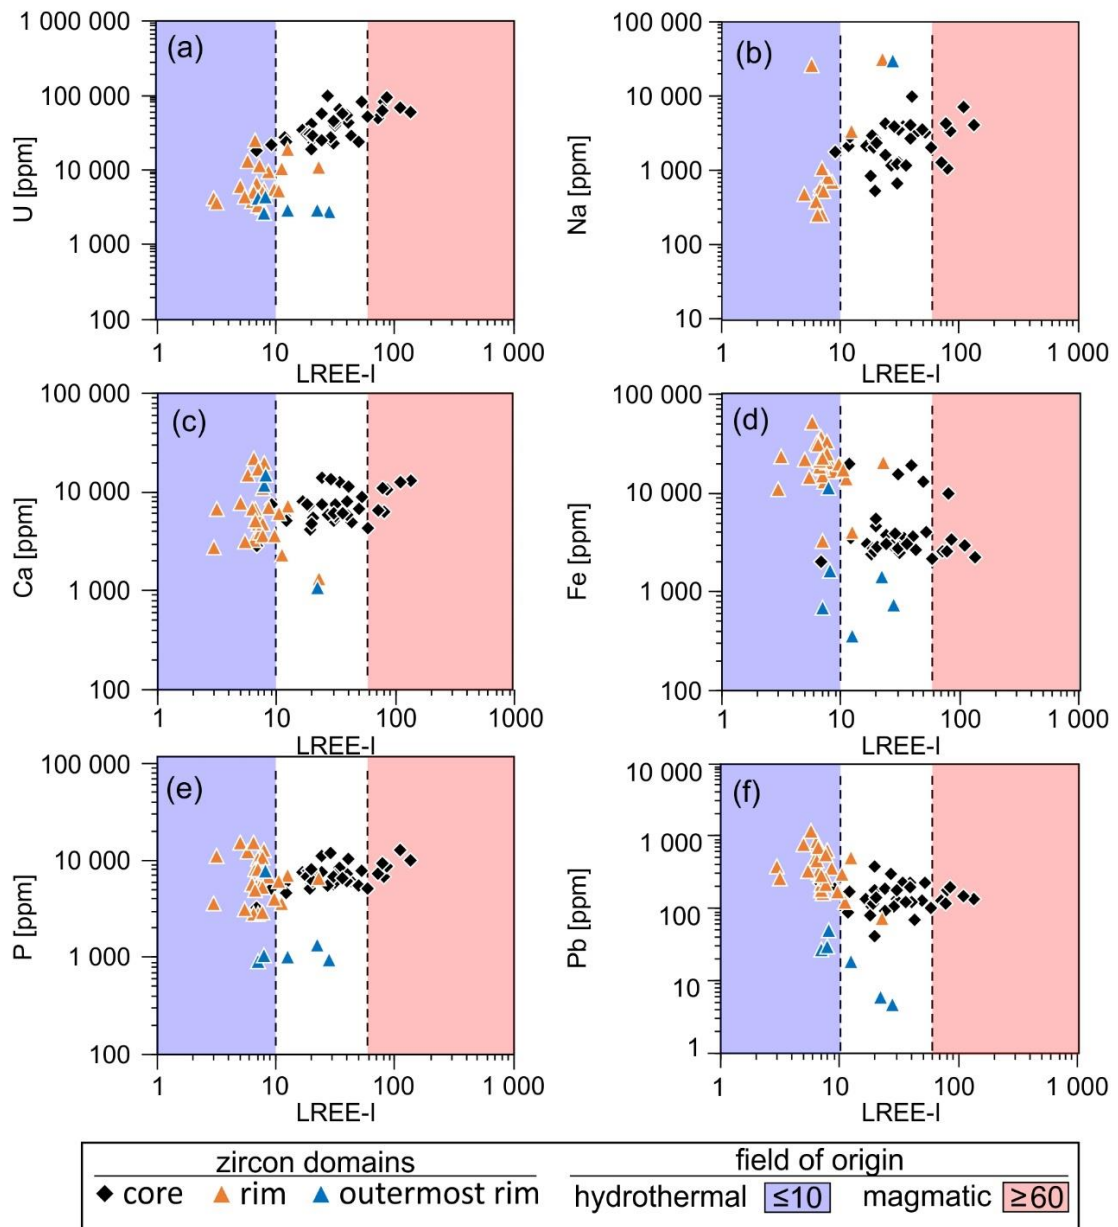 (a)
U [ppm]
1 000 000
100 000
10 000
1 000
100
1 10 100 1 000
LREE-I
(b)
Na [ppm]
100 000
10 000
1 000
100
10
1 10 100 1 000
LREE-I
(c)
Ca [ppm]
100 000
10 000
1 000
100
1 10 100 1000
LREE-I
(d)
Fe [ppm]
100 000
10 000
1 000
100
1 10 100 1 000
LREE-I
(e)
P [ppm]
100 000
10 000
1 000
100
1 10 100 1 000
LREE-I
(f)
Pb [ppm]
10 000
1 000
100
10
1
1 10 100 1 000
LREE-I
zircon domains
core rim outermost rim
field of origin
hydrothermal ≤10 magmatic ≥60